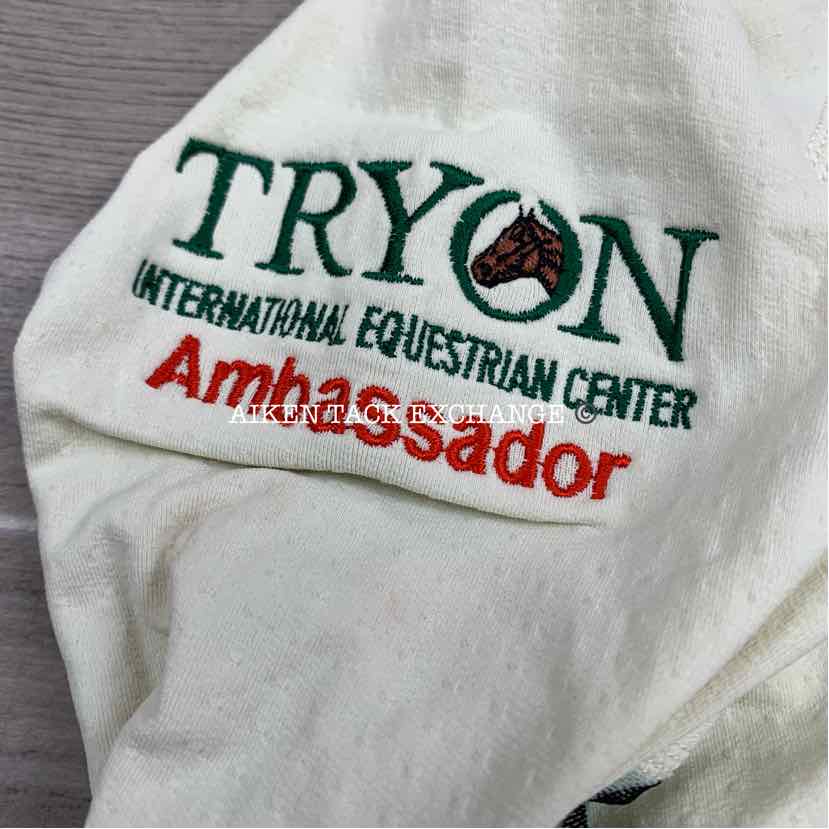 TRYON
INTERNATIONAL EQUESTRIAN CENTER
Ambassador
AIKEN TACK EXCHANGE ©